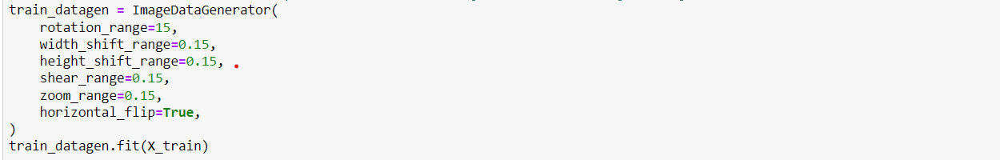 train_datagen = ImageDataGenerator(
    rotation_range=15,
    width_shift_range=0.15,
    height_shift_range=0.15,
    shear_range=0.15,
    zoom_range=0.15,
    horizontal_flip=True,
)
train_datagen.fit(X_train)